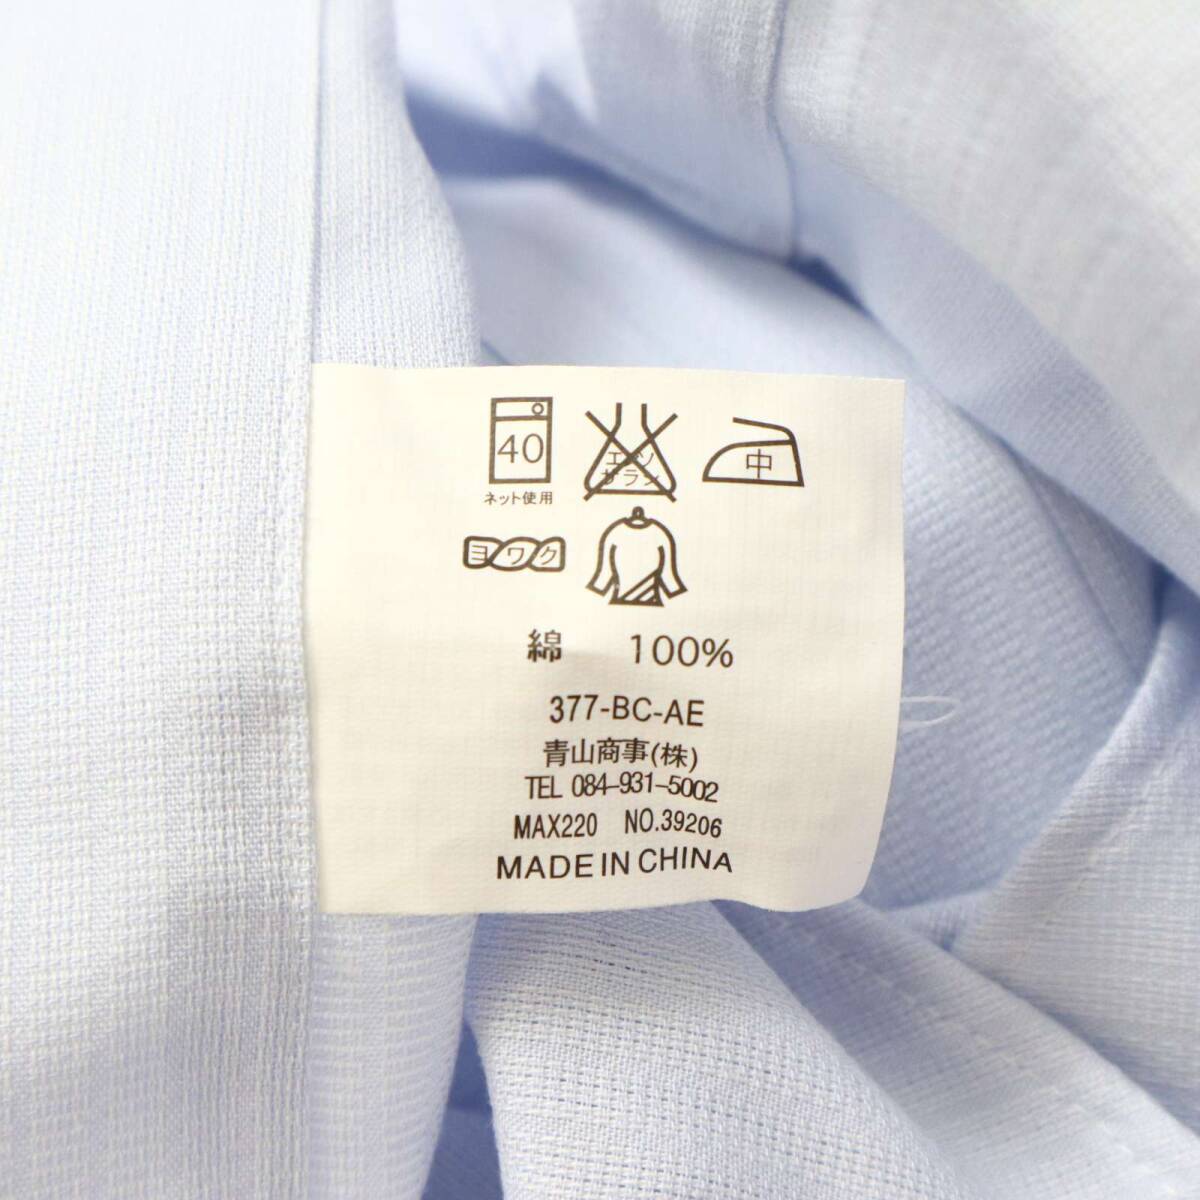 40
エンソ
サラシ
中
ネット使用
ヨワク
綿 100%
377-BC-AE
青山商事(株)
TEL 084-931-5002
MAX220 NO.39206
MADE IN CHINA